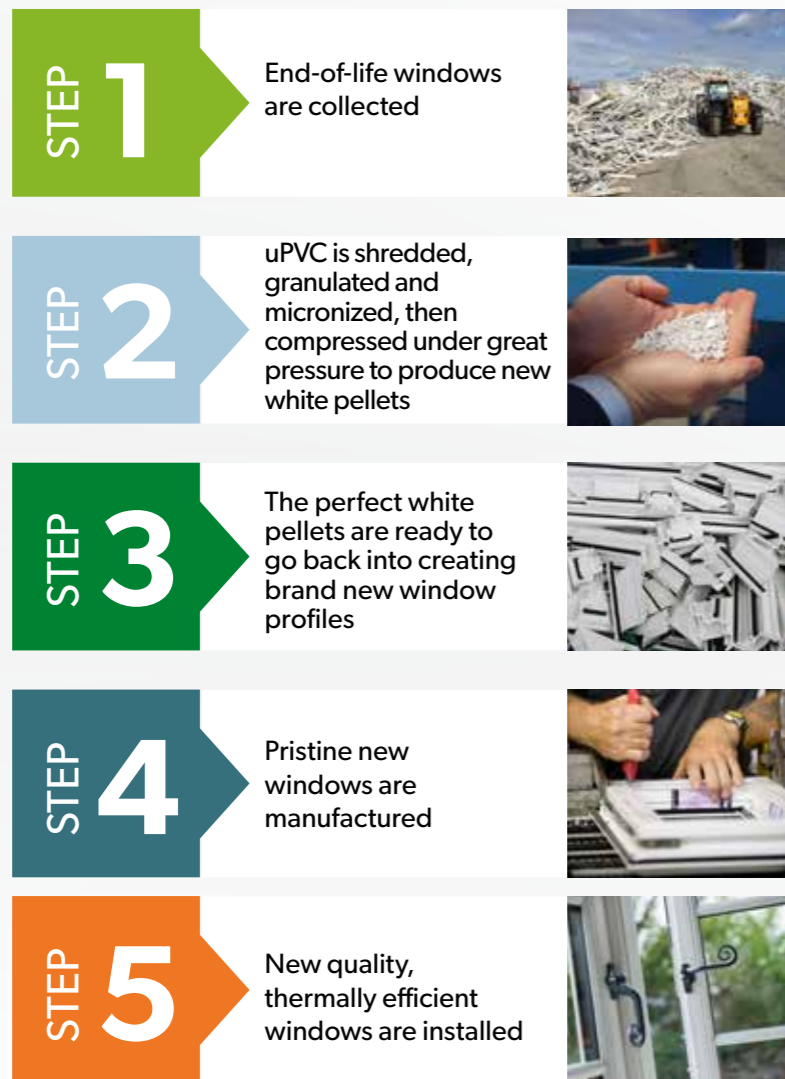 STEP 1
End-of-life windows
are collected
STEP 2
uPVC is shredded,
granulated and
micronized, then
compressed under great
pressure to produce new
white pellets
STEP 3
The perfect white
pellets are ready to
go back into creating
brand new window
profiles
STEP 4
Pristine new
windows are
manufactured
STEP 5
New quality,
thermally efficient
windows are installed